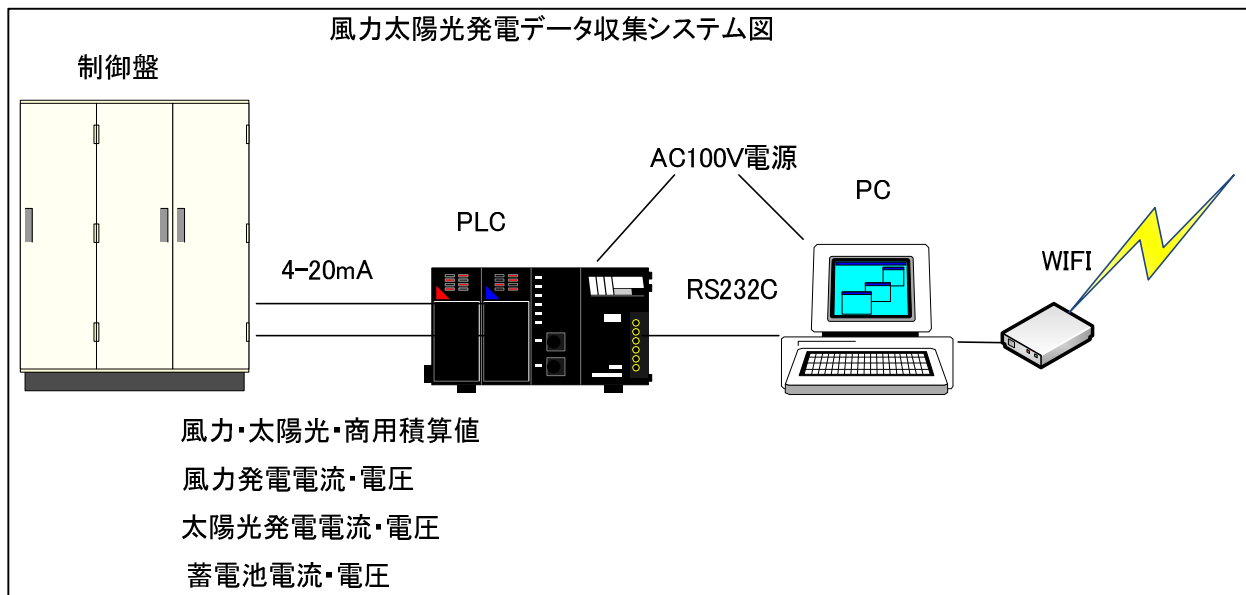 風力太陽光発電データ収集システム図
制御盤
AC100V電源
PC
PLC
WIFI
4-20mA
RS232C
風力・太陽光・商用積算値
風力発電電流・電圧
太陽光発電電流・電圧
蓄電池電流・電圧